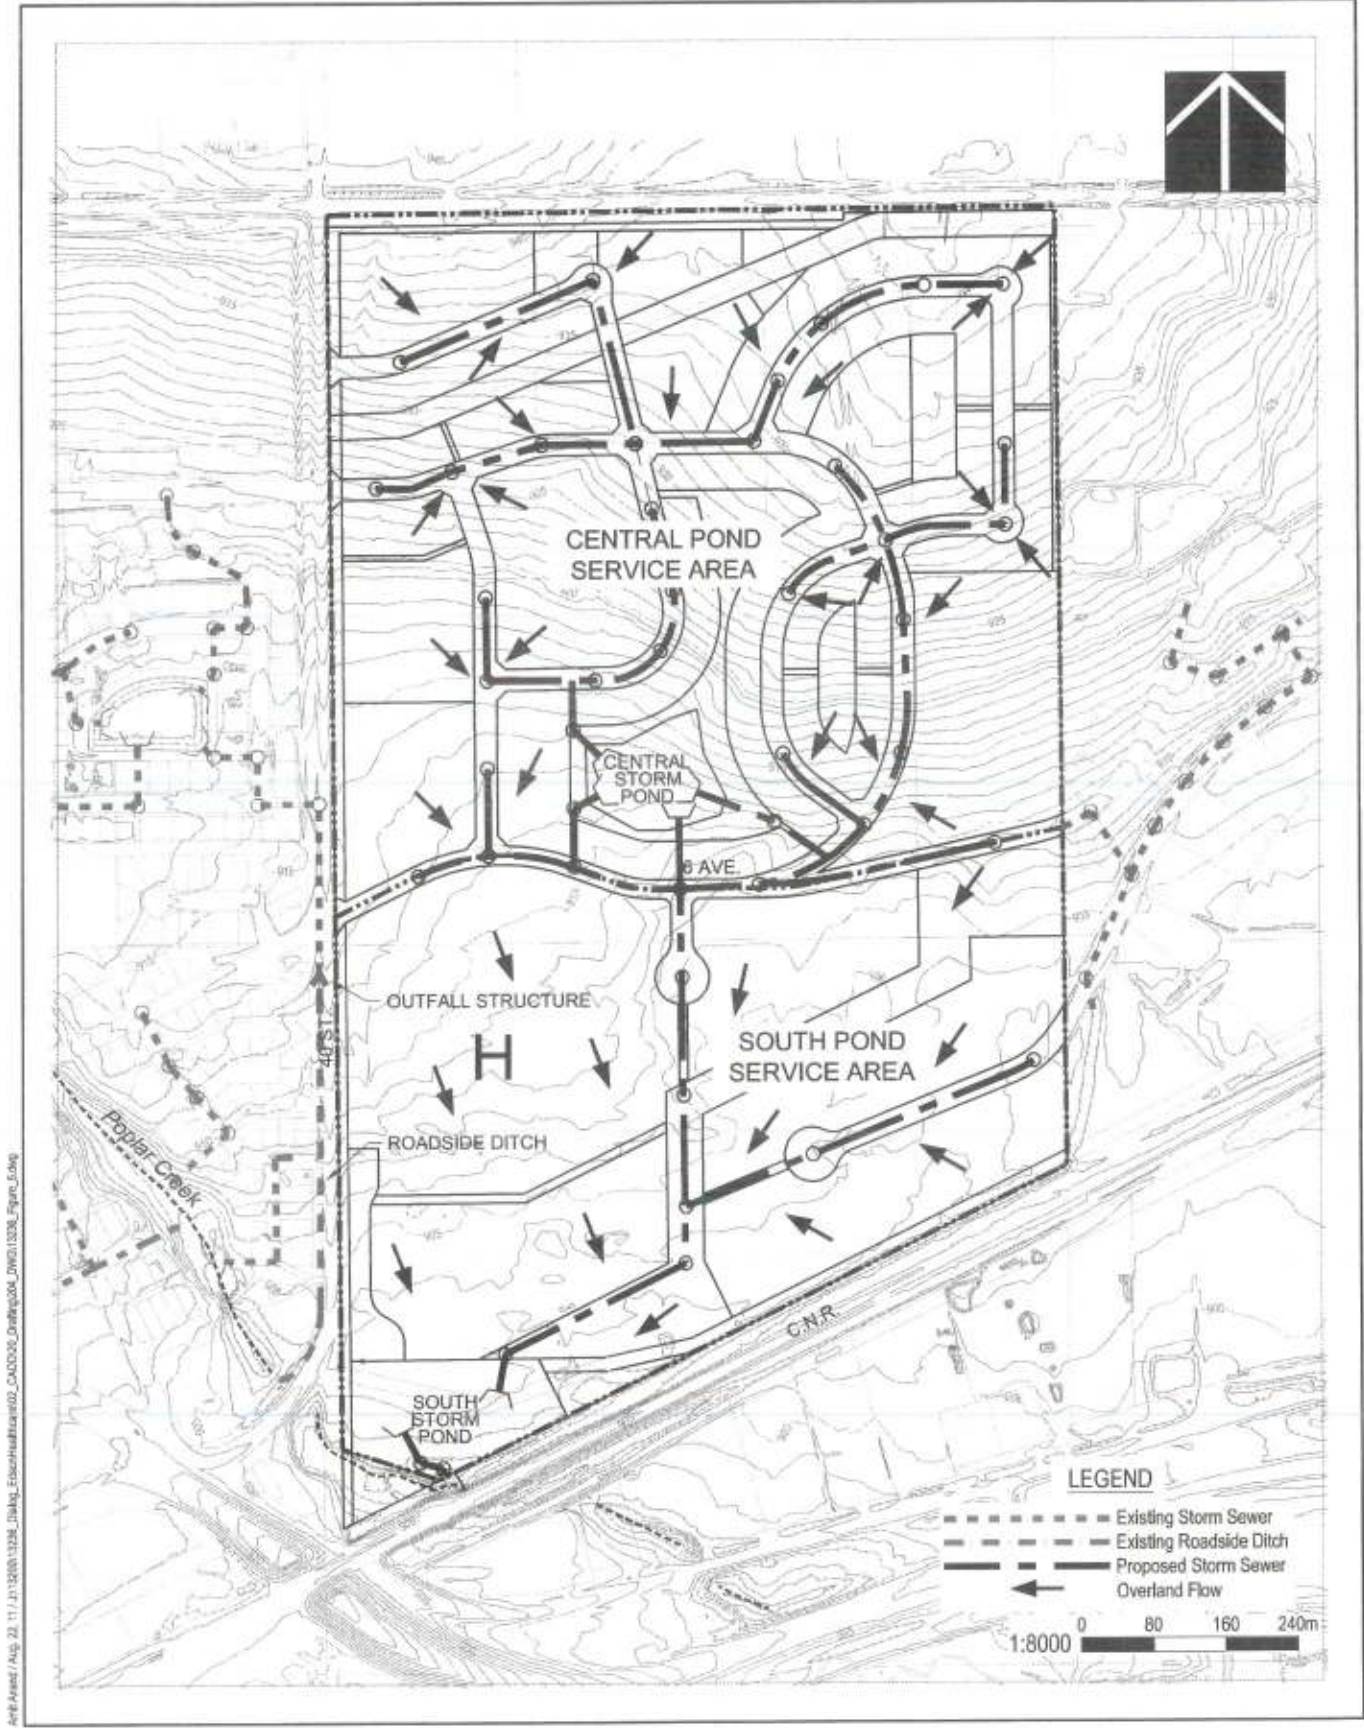 CENTRAL POND
SERVICE AREA
CENTRAL
STORM
POND
6 AVE.
OUTFALL STRUCTURE
40 ST.
H
SOUTH POND
SERVICE AREA
ROADSIDE DITCH
Poplar Creek
C.N.R.
SOUTH
STORM
POND
LEGEND
Existing Storm Sewer
Existing Roadside Ditch
Proposed Storm Sewer
Overland Flow
1:8000
0 80 160 240m